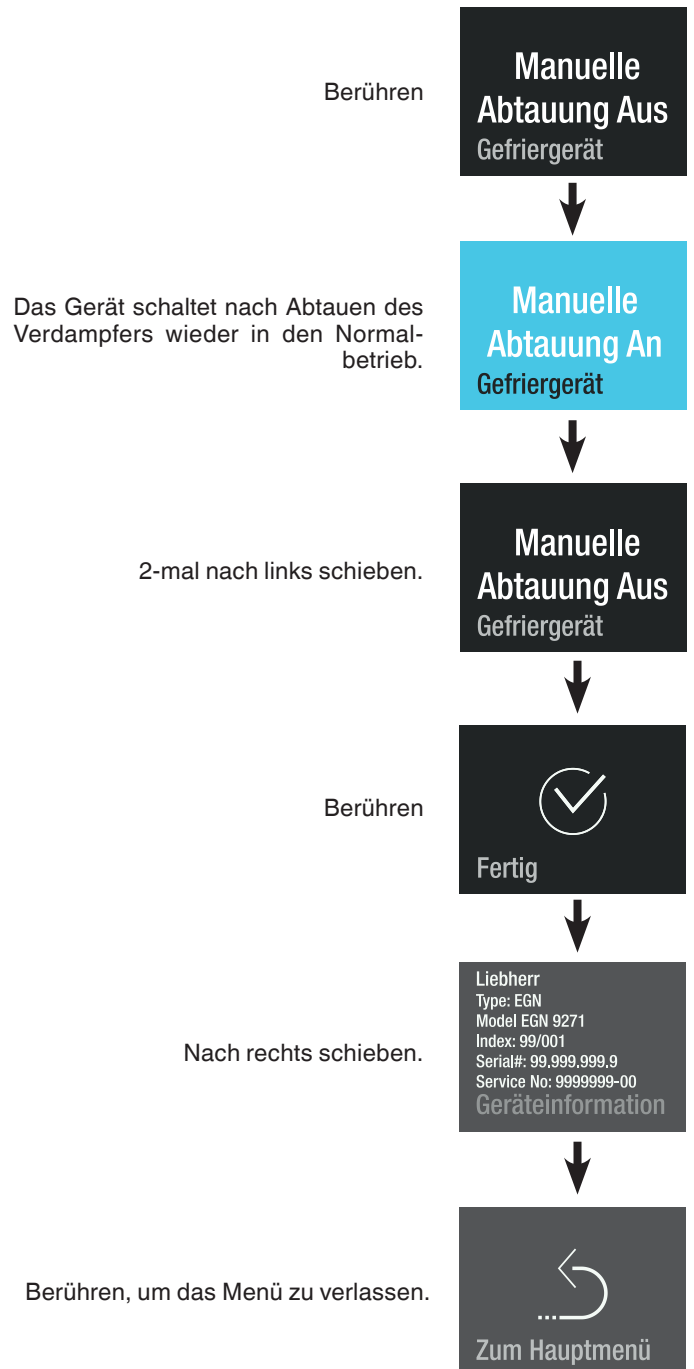 Berühren
Manuelle
Abtauung Aus
Gefriergerät
Das Gerät schaltet nach Abtauen des
Verdampfers wieder in den Normal-
betrieb.
Manuelle
Abtauung An
Gefriergerät
2-mal nach links schieben.
Manuelle
Abtauung Aus
Gefriergerät
Berühren
Fertig
Nach rechts schieben.
Liebherr
Type: EGN
Model EGN 9271
Index: 99/001
Serial#: 99.999.999.9
Service No: 9999999-00
Geräteinformation
Berühren, um das Menü zu verlassen.
Zum Hauptmenü